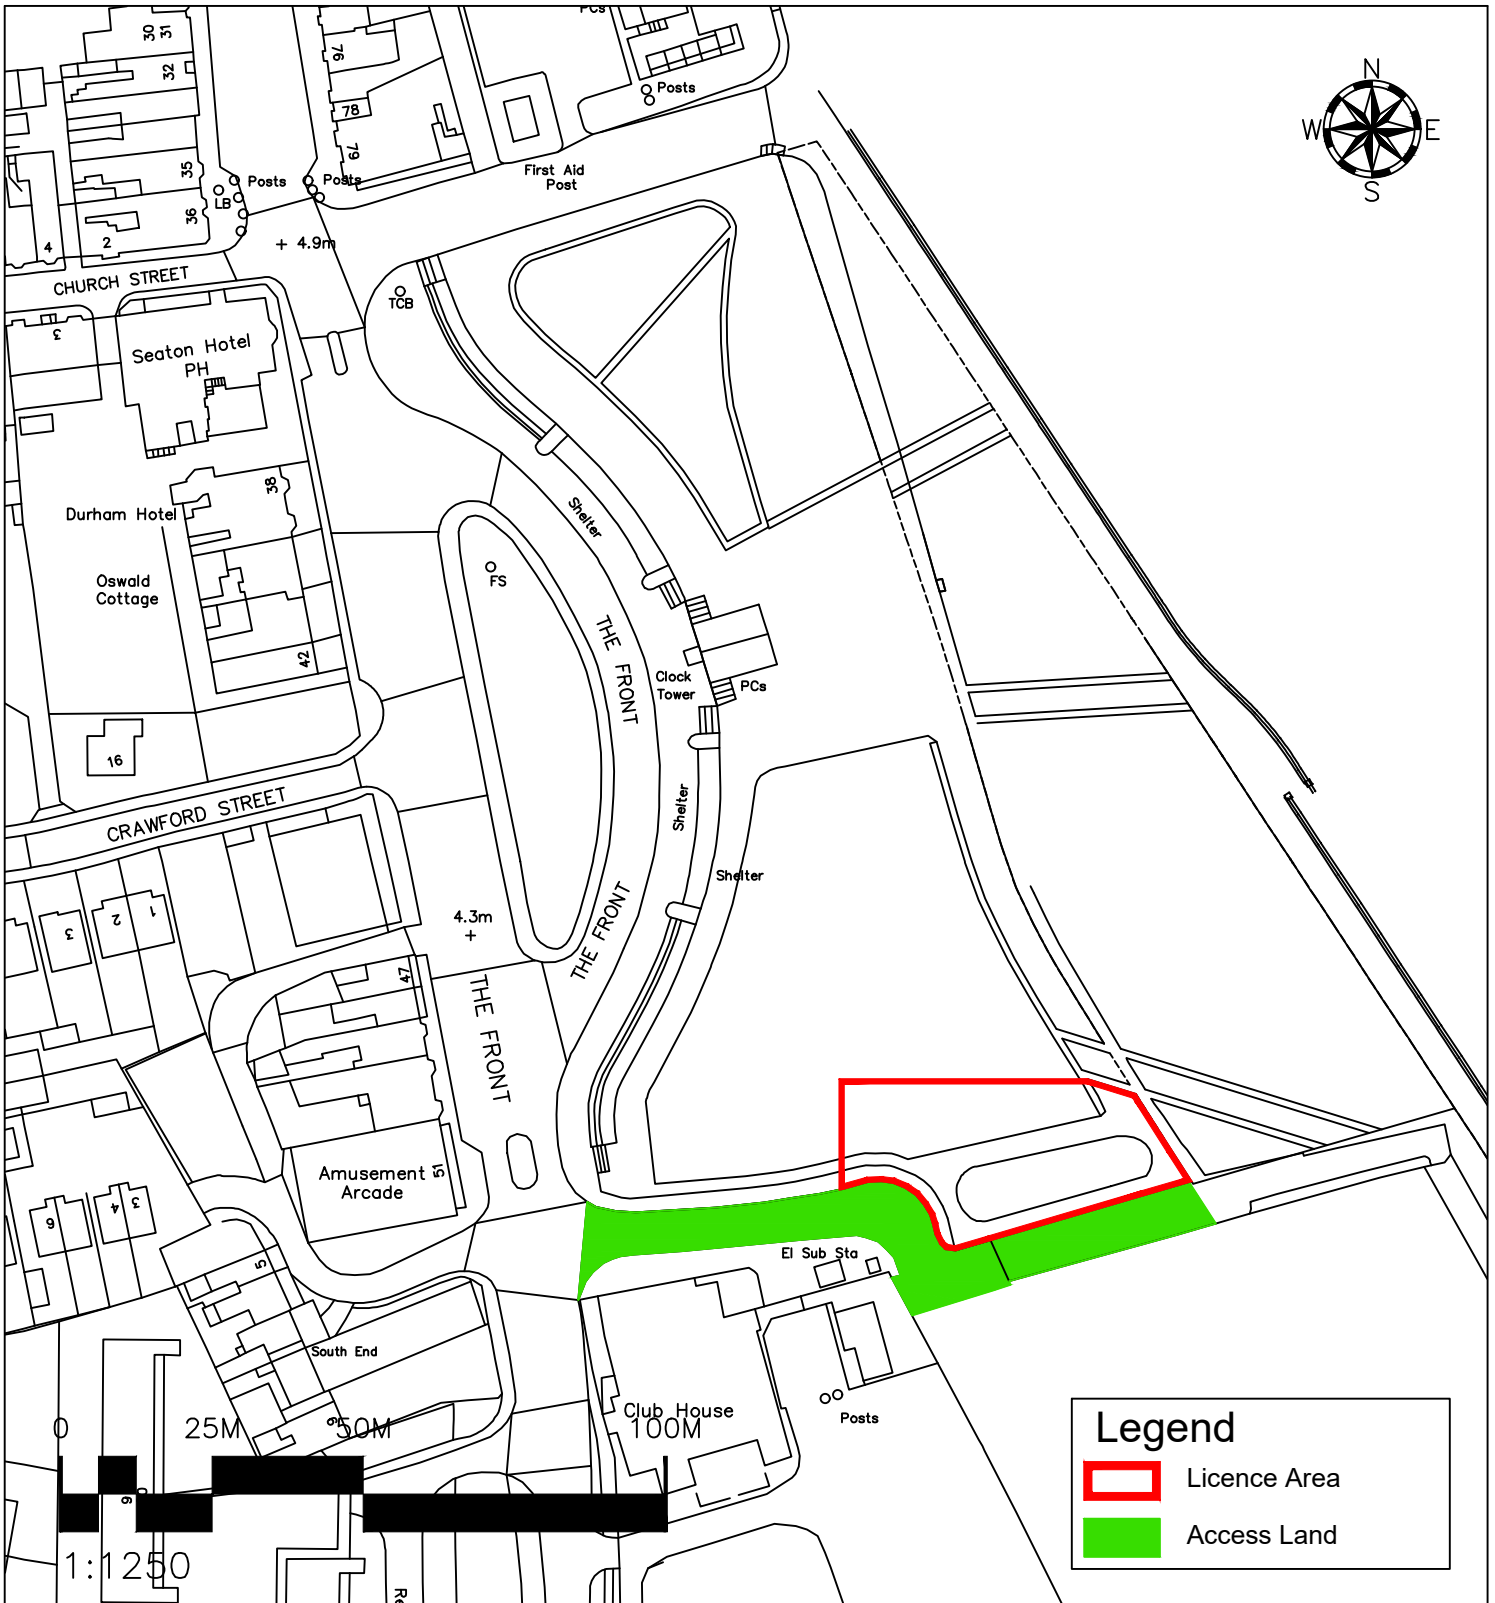 PCs
30
31
32
76
78
79
Posts
N
W
E
S
35
36
Posts
LB
Posts
First Aid
Post
4
2
+ 4.9m
CHURCH STREET
TCB
3
Seaton Hotel
PH
38
Durham Hotel
Shelter
Oswald
Cottage
FS
THE FRONT
42
Clock
Tower
PCs
16
CRAWFORD STREET
Shelter
Shelter
3
2
1
4.3m
+
THE FRONT
47
THE FRONT
Amusement
Arcade
51
6
4
3
5
El Sub Sta
South End
9
Club House
Posts
0
25M
50M
100M
1:1250
Legend
Licence Area
Access Land